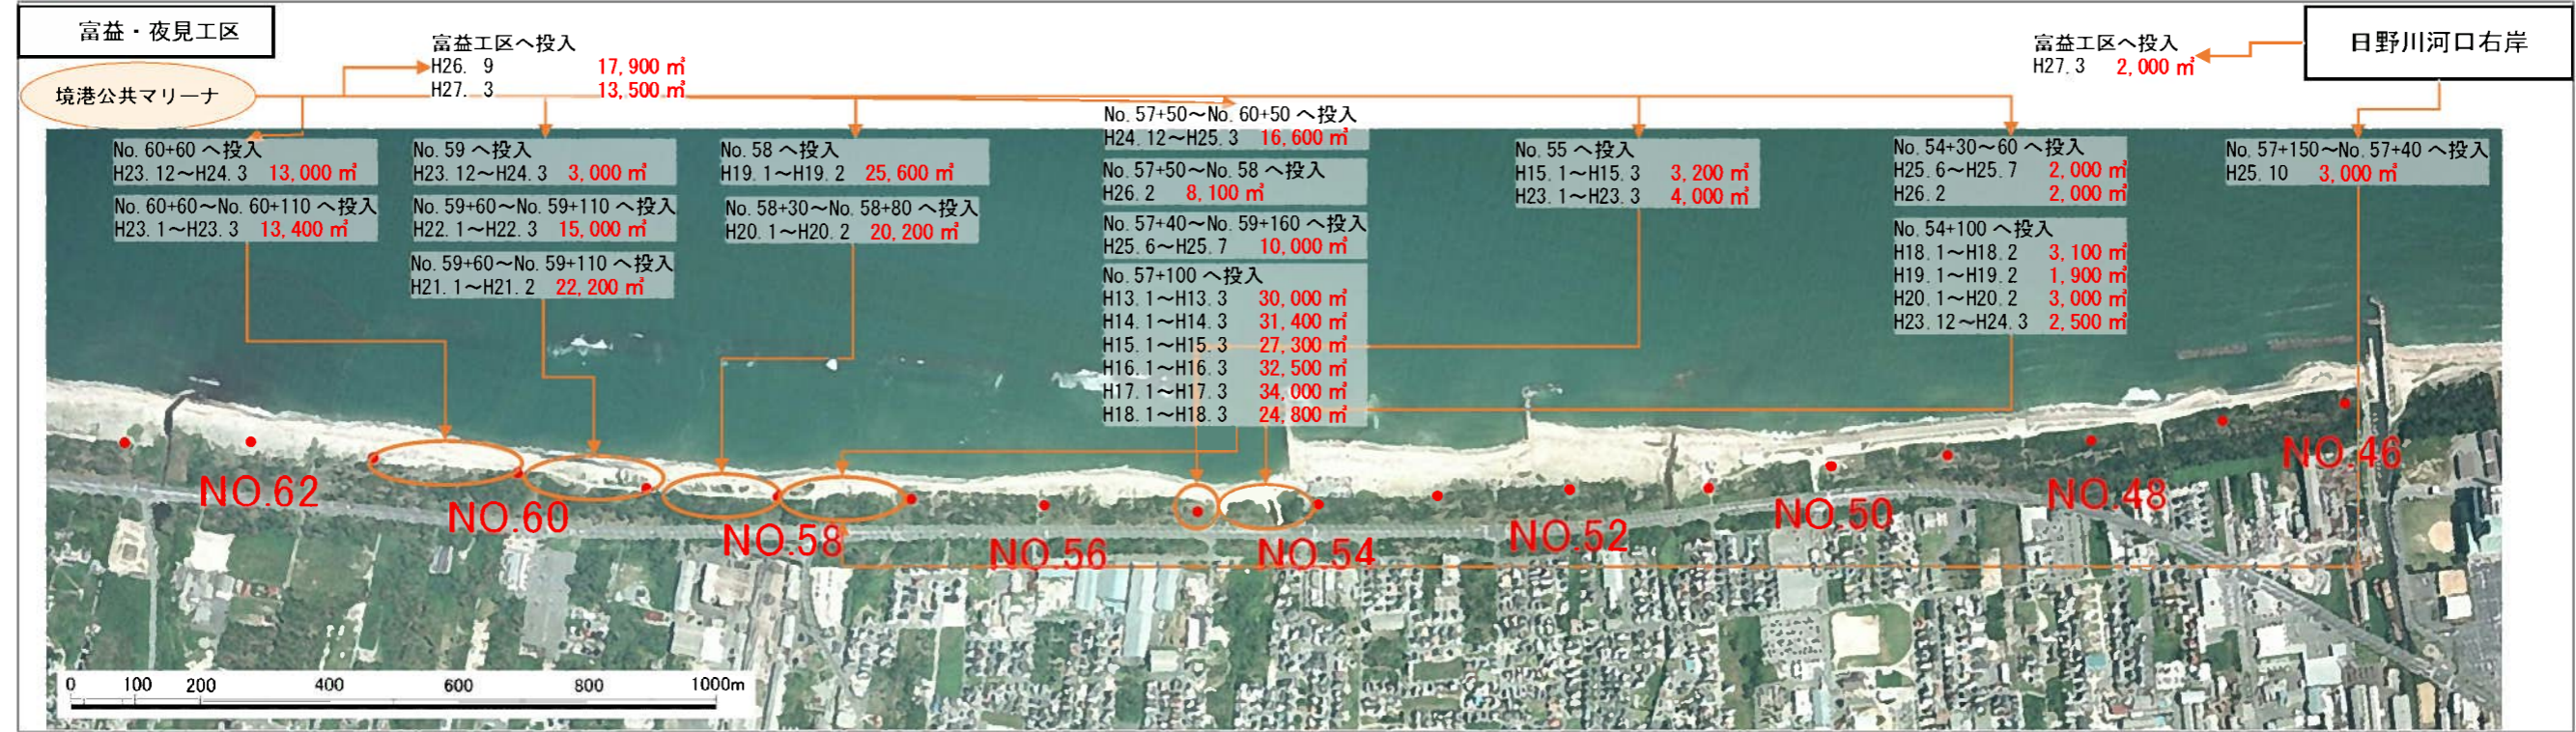 富益・夜見工区
境港公共マリーナ
富益工区へ投入
H26. 9 17,900 ㎥
H27. 3 13,500 ㎥
富益工区へ投入
H27.3 2,000 ㎥
日野川河口右岸
No.60+60 へ投入
H23.12～H24.3 13,000 ㎥
No.60+60～No.60+110 へ投入
H23.1～H23.3 13,400 ㎥
No.59 へ投入
H23.12～H24.3 3,000 ㎥
No.59+60～No.59+110 へ投入
H22.1～H22.3 15,000 ㎥
No.59+60～No.59+110 へ投入
H21.1～H21.2 22,200 ㎥
No.58 へ投入
H19.1～H19.2 25,600 ㎥
No.58+30～No.58+80 へ投入
H20.1～H20.2 20,200 ㎥
No.57+50～No.60+50 へ投入
H24.12～H25.3 16,600 ㎥
No.57+50～No.58 へ投入
H26.2 8,100 ㎥
No.57+40～No.59+160 へ投入
H25.6～H25.7 10,000 ㎥
No.57+100 へ投入
H13.1～H13.3 30,000 ㎥
H14.1～H14.3 31,400 ㎥
H15.1～H15.3 27,300 ㎥
H16.1～H16.3 32,500 ㎥
H17.1～H17.3 34,000 ㎥
H18.1～H18.3 24,800 ㎥
No.55 へ投入
H15.1～H15.3 3,200 ㎥
H23.1～H23.3 4,000 ㎥
No.54+30～60 へ投入
H25.6～H25.7 2,000 ㎥
H26.2 2,000 ㎥
No.54+100 へ投入
H18.1～H18.2 3,100 ㎥
H19.1～H19.2 1,900 ㎥
H20.1～H20.2 3,000 ㎥
H23.12～H24.3 2,500 ㎥
No.57+150～No.57+40 へ投入
H25.10 3,000 ㎥
NO.62
NO.60
NO.58
NO.56
NO.54
NO.52
NO.50
NO.48
NO.46
0 100 200 400 600 800 1000m